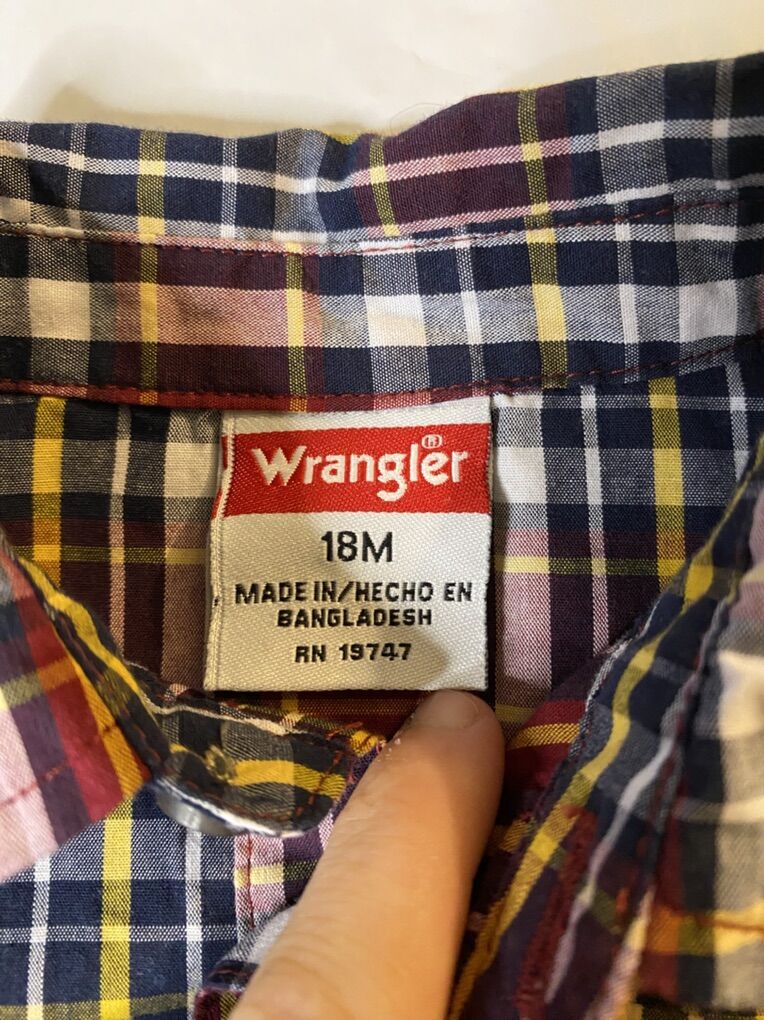 Wrangler®
18M
MADE IN/HECHO EN
BANGLADESH
RN 19747